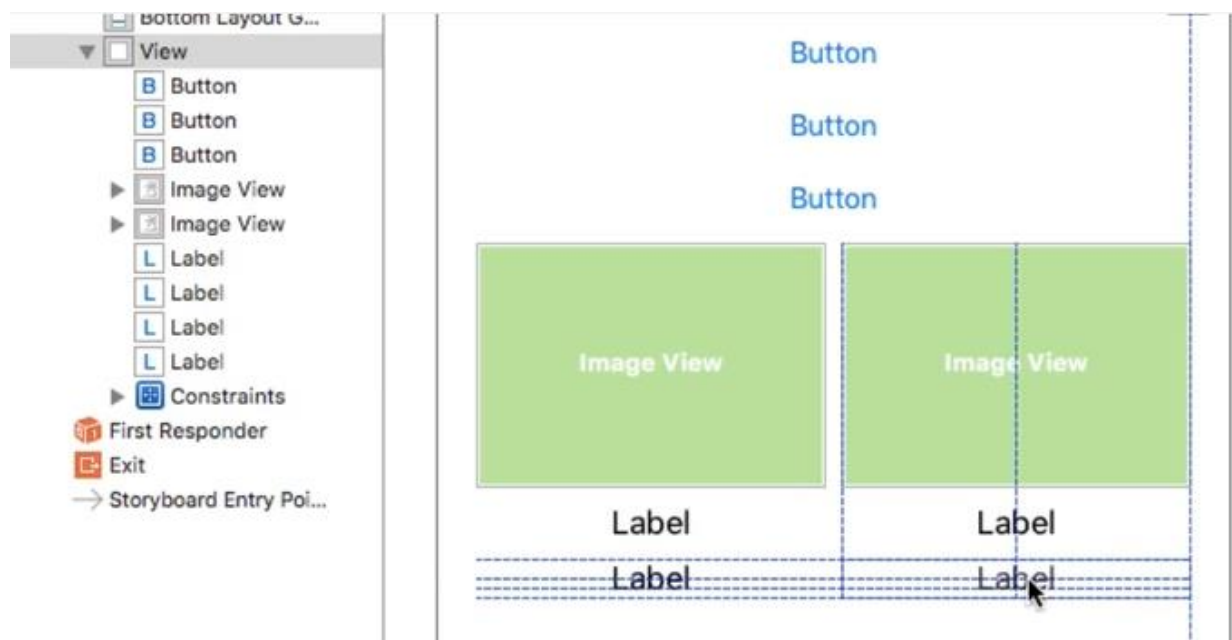 Bottom Layout G...
View
B Button
B Button
B Button
Image View
Image View
L Label
L Label
L Label
L Label
Constraints
First Responder
Exit
Storyboard Entry Poi...
Button
Button
Button
Image View Image View
Label Label
Label Label